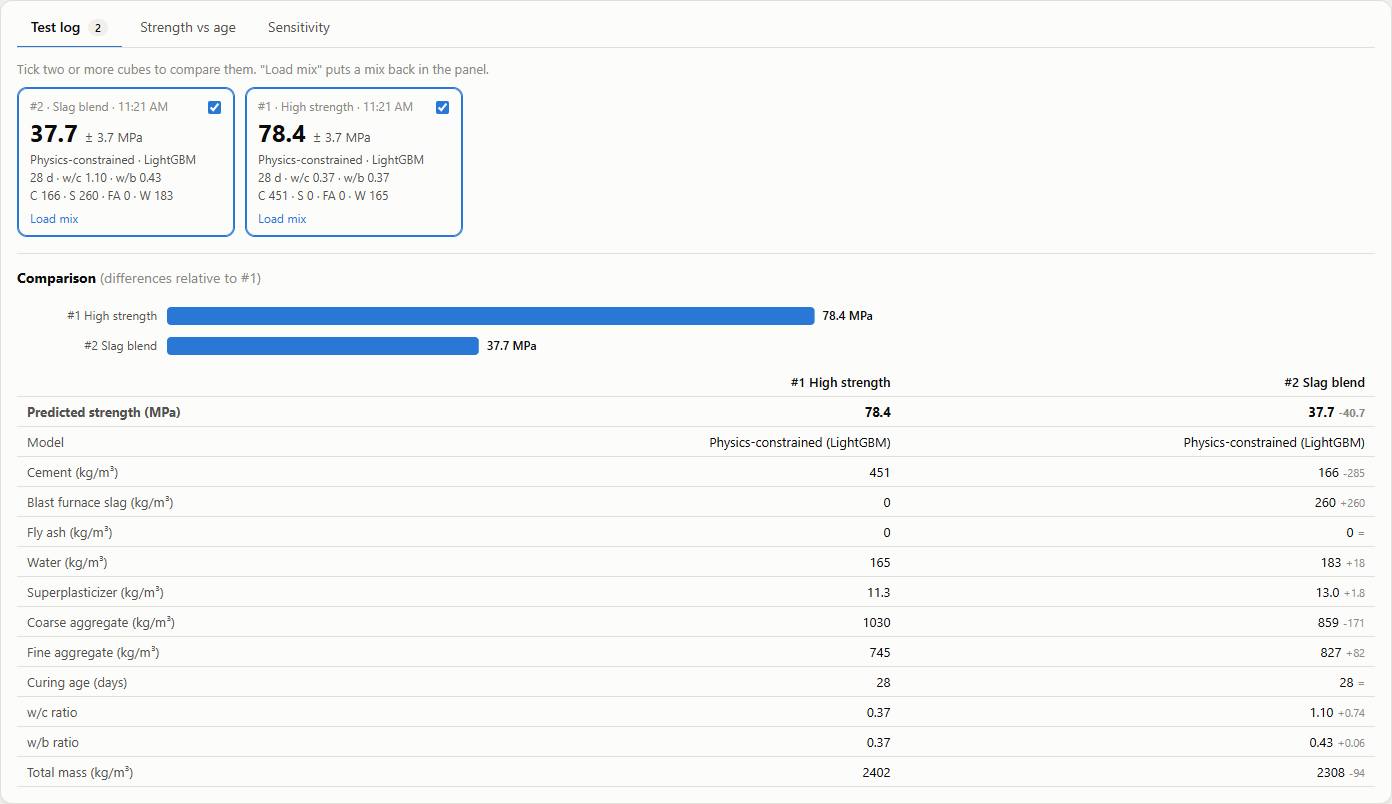 Test log 2 Strength vs age Sensitivity
Tick two or more cubes to compare them. "Load mix" puts a mix back in the panel.
#2 · Slag blend · 11:21 AM
37.7 ± 3.7 MPa
Physics-constrained · LightGBM
28 d · w/c 1.10 · w/b 0.43
C 166 · S 260 · FA 0 · W 183
Load mix
#1 · High strength · 11:21 AM
78.4 ± 3.7 MPa
Physics-constrained · LightGBM
28 d · w/c 0.37 · w/b 0.37
C 451 · S 0 · FA 0 · W 165
Load mix
Comparison (differences relative to #1)
#1 High strength 78.4 MPa
#2 Slag blend 37.7 MPa
#1 High strength #2 Slag blend
Predicted strength (MPa) 78.4 37.7 -40.7
Model Physics-constrained (LightGBM) Physics-constrained (LightGBM)
Cement (kg/m³) 451 166 -285
Blast furnace slag (kg/m³) 0 260 +260
Fly ash (kg/m³) 0 0 =
Water (kg/m³) 165 183 +18
Superplasticizer (kg/m³) 11.3 13.0 +1.8
Coarse aggregate (kg/m³) 1030 859 -171
Fine aggregate (kg/m³) 745 827 +82
Curing age (days) 28 28 =
w/c ratio 0.37 1.10 +0.74
w/b ratio 0.37 0.43 +0.06
Total mass (kg/m³) 2402 2308 -94